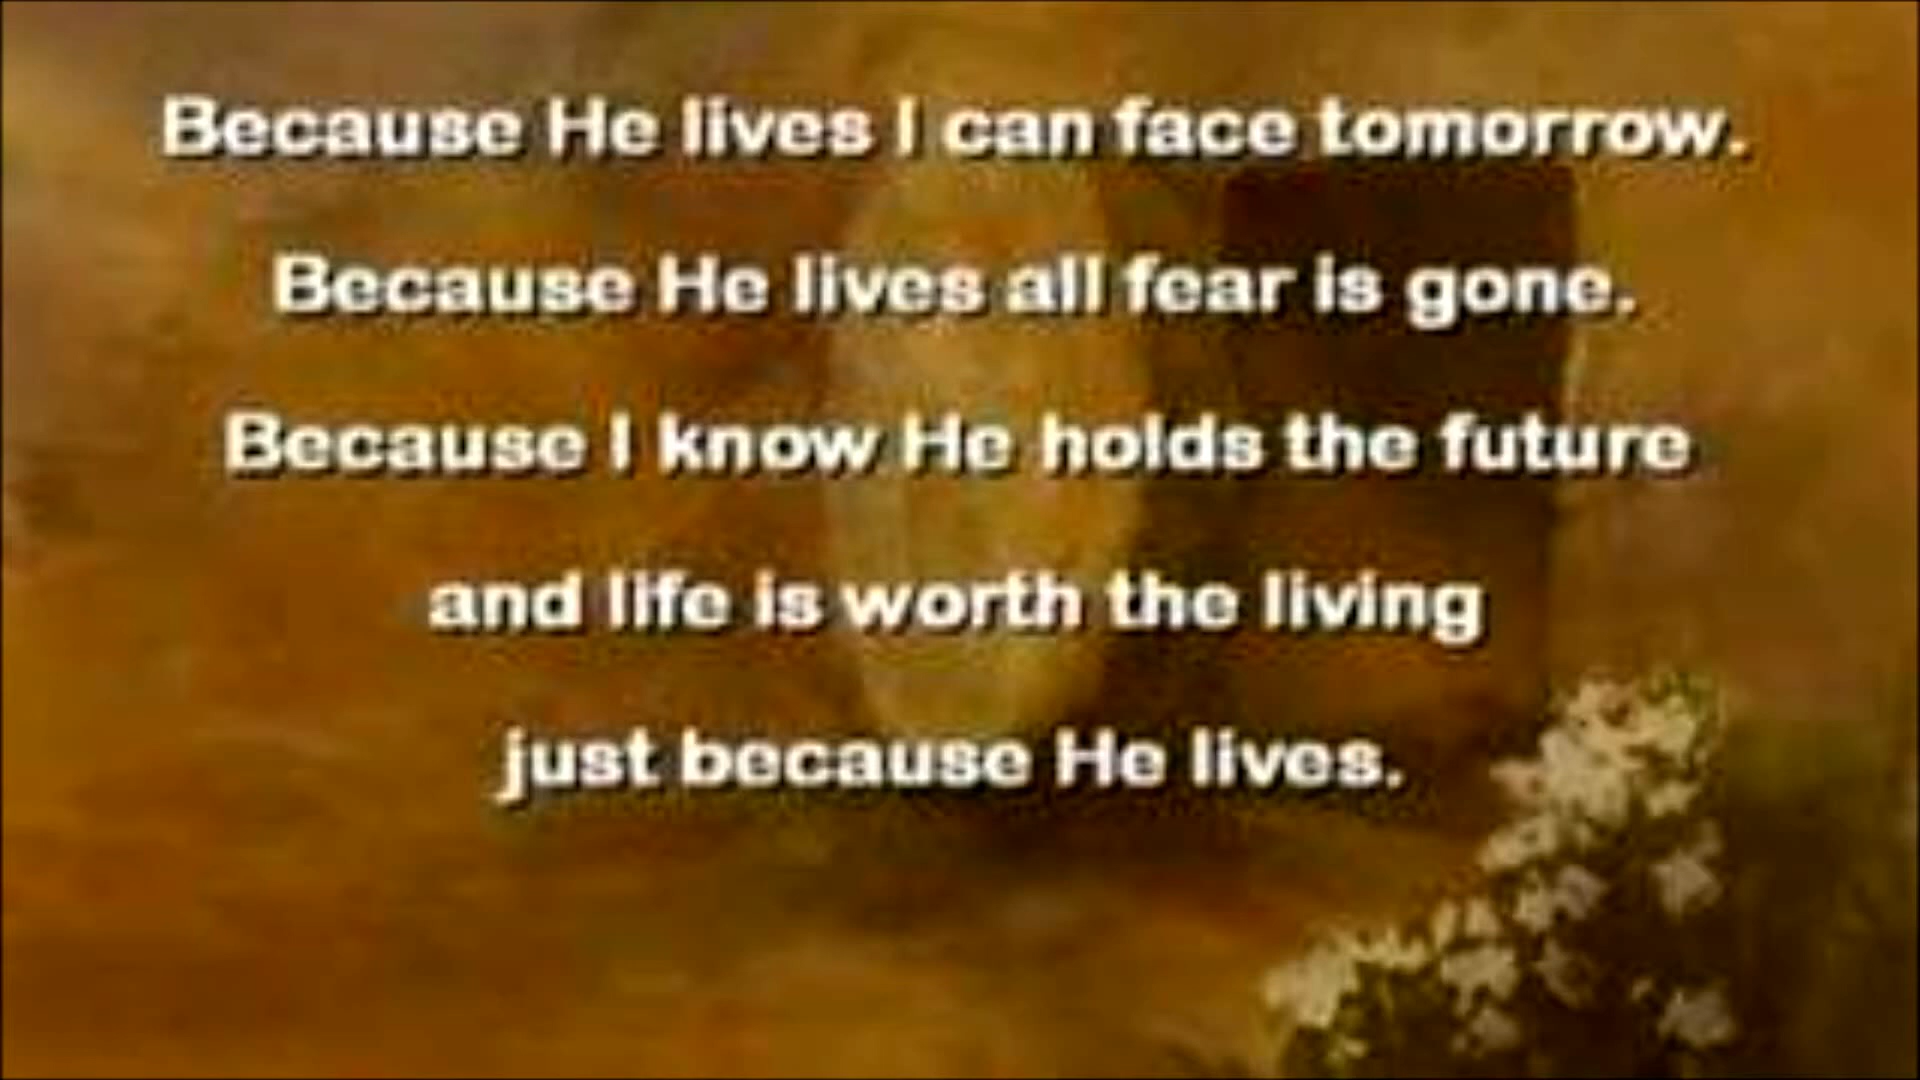 Because He lives I can face tomorrow.
Because He lives all fear is gone.
Because I know He holds the future
and life is worth the living
just because He lives.